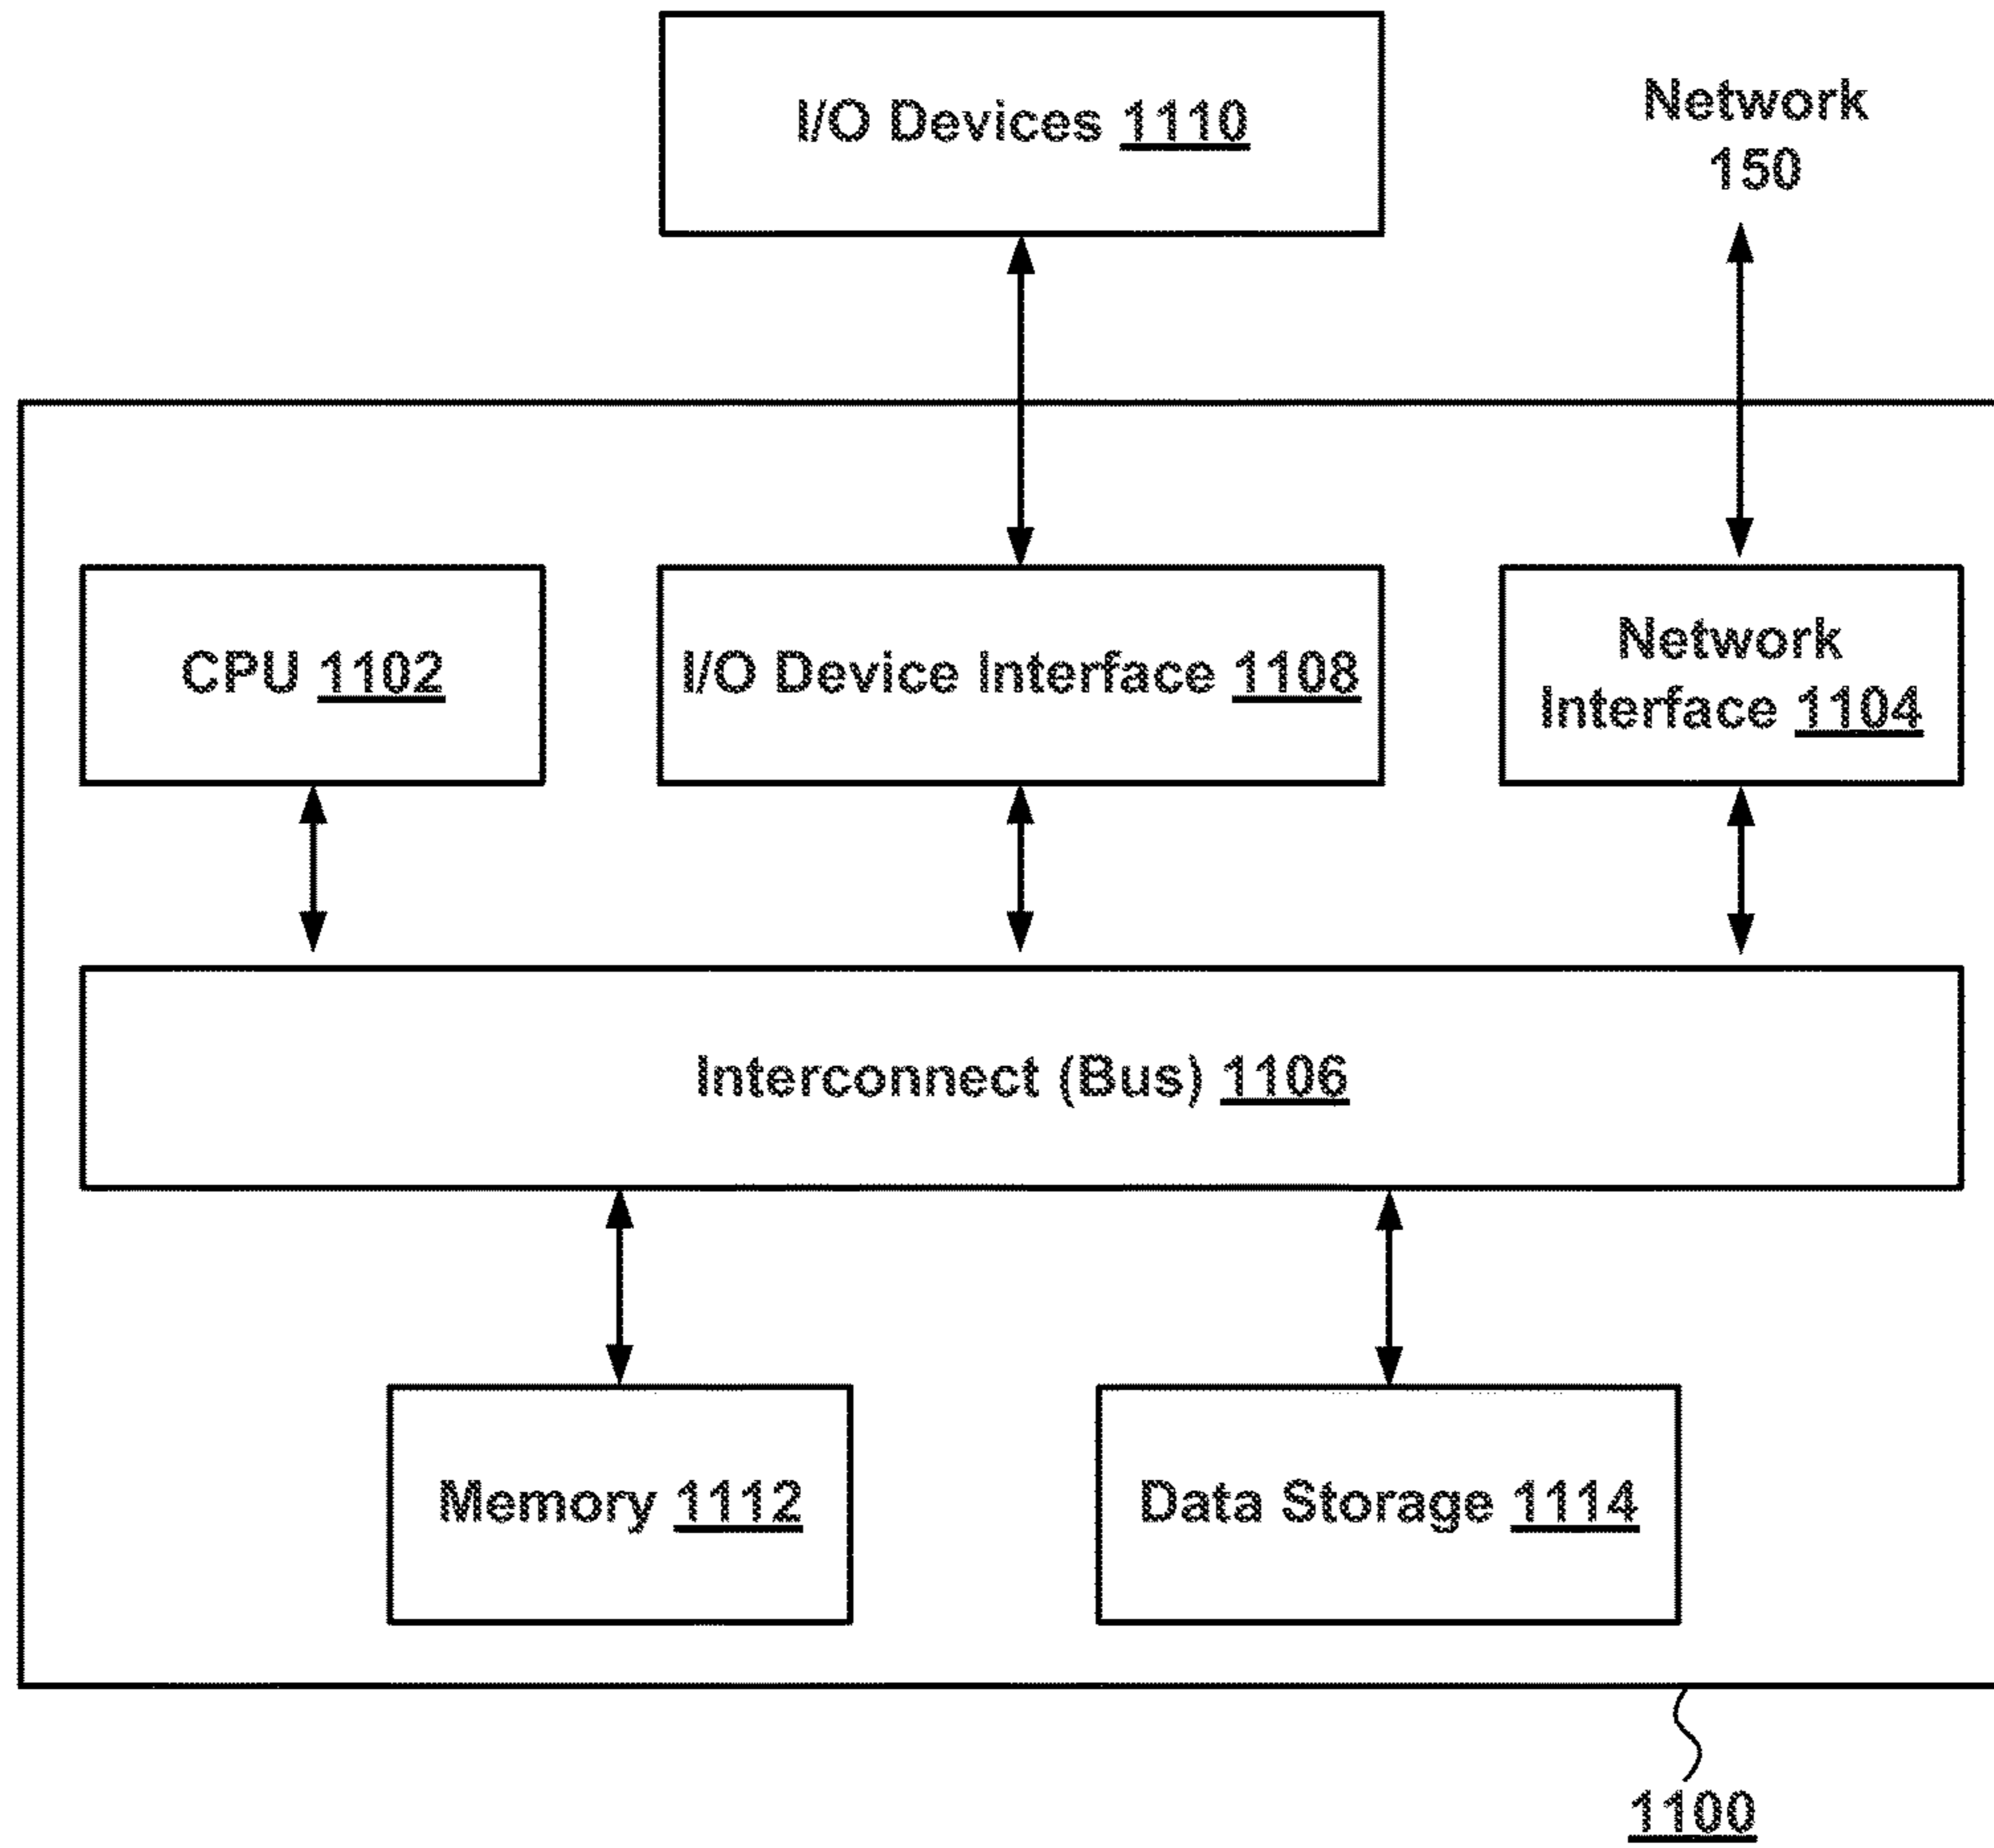 I/O Devices 1110
Network
150
CPU 1102
I/O Device Interface 1108
Network
Interface 1104
Interconnect (Bus) 1106
Memory 1112
Data Storage 1114
1100